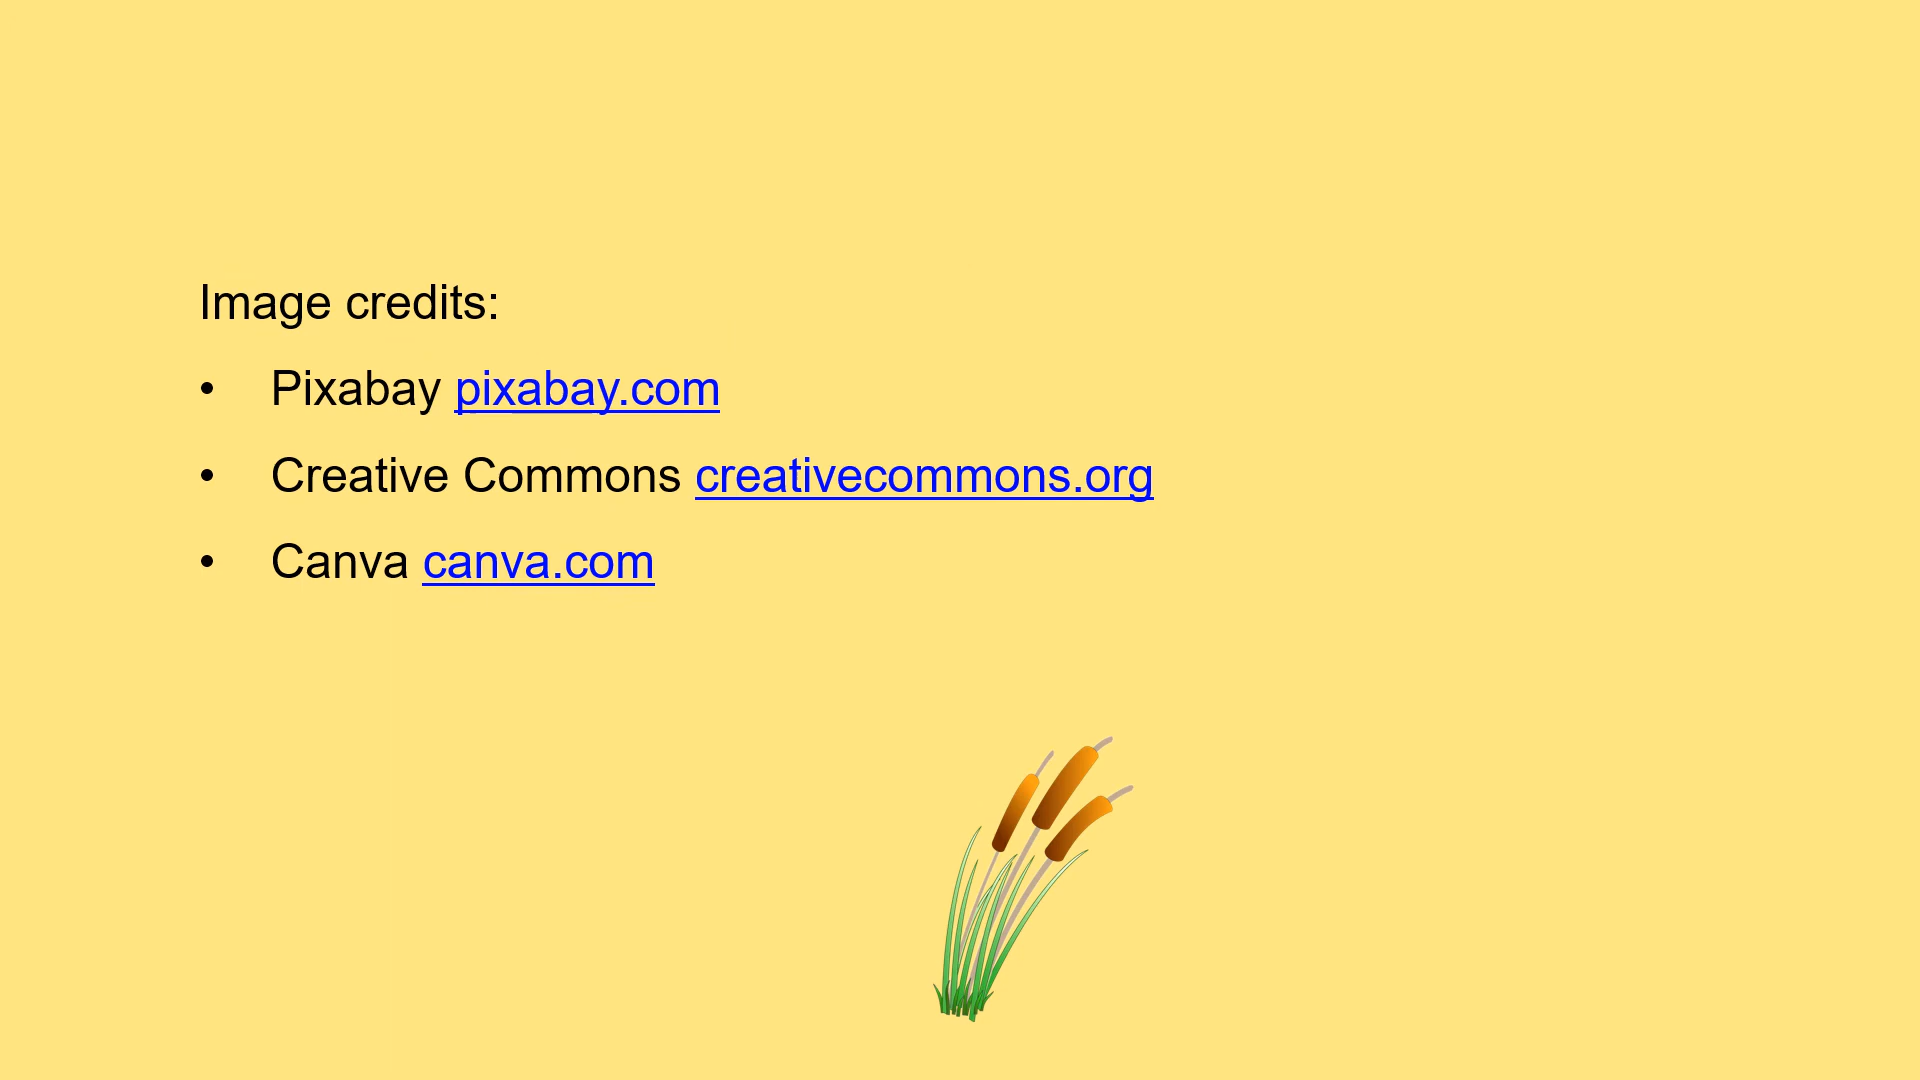 Image credits:
• Pixabay pixabay.com
• Creative Commons creativecommons.org
• Canva canva.com